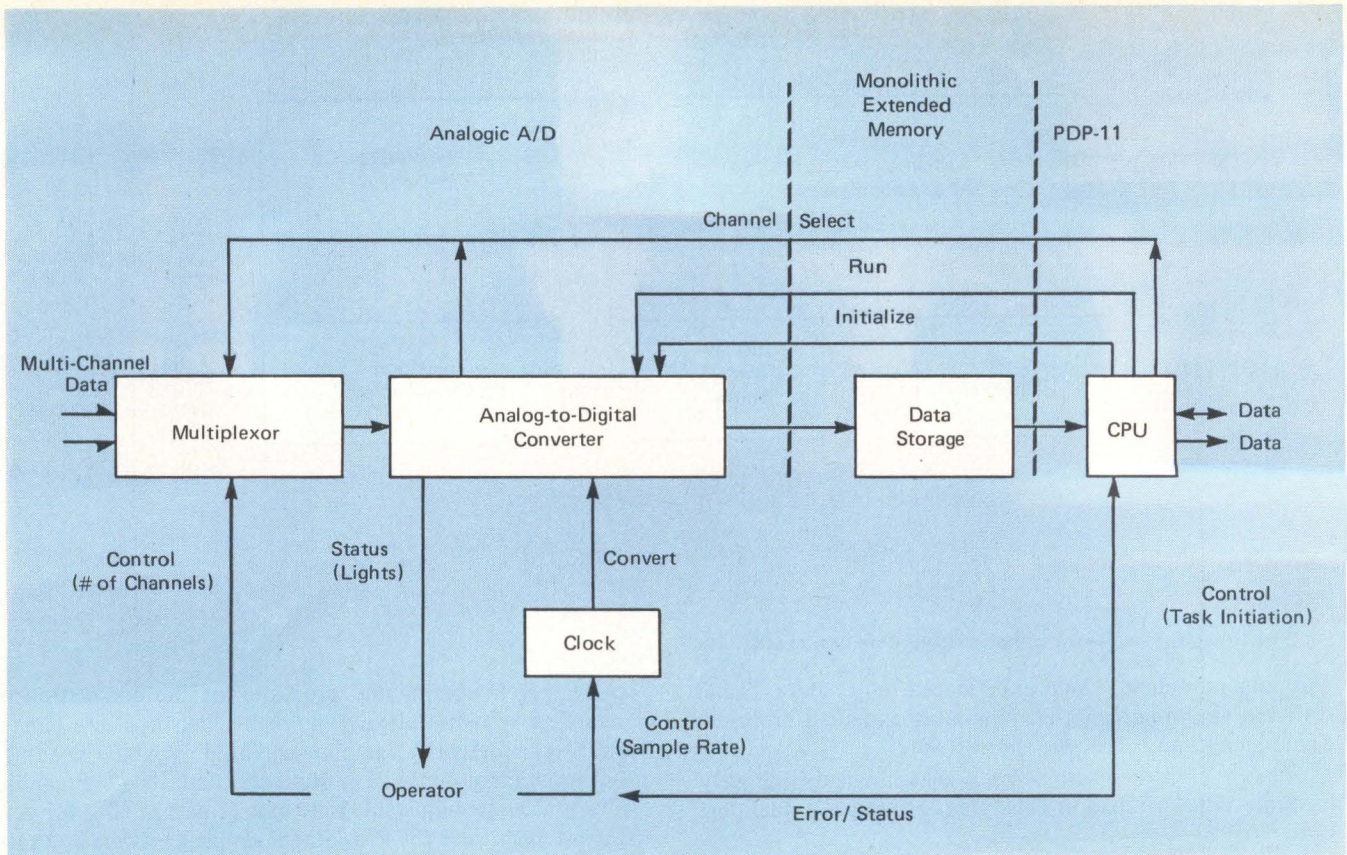 Monolithic
Extended
Memory
Analogic A/D
PDP-11
Channel Select
Run
Initialize
Multi-Channel
Data
Multiplexor
Analog-to-Digital
Converter
Data
Storage
CPU
Data
Data
Control
(# of Channels)
Status
(Lights)
Convert
Control
(Task Initiation)
Clock
Control
(Sample Rate)
Operator
Error/ Status